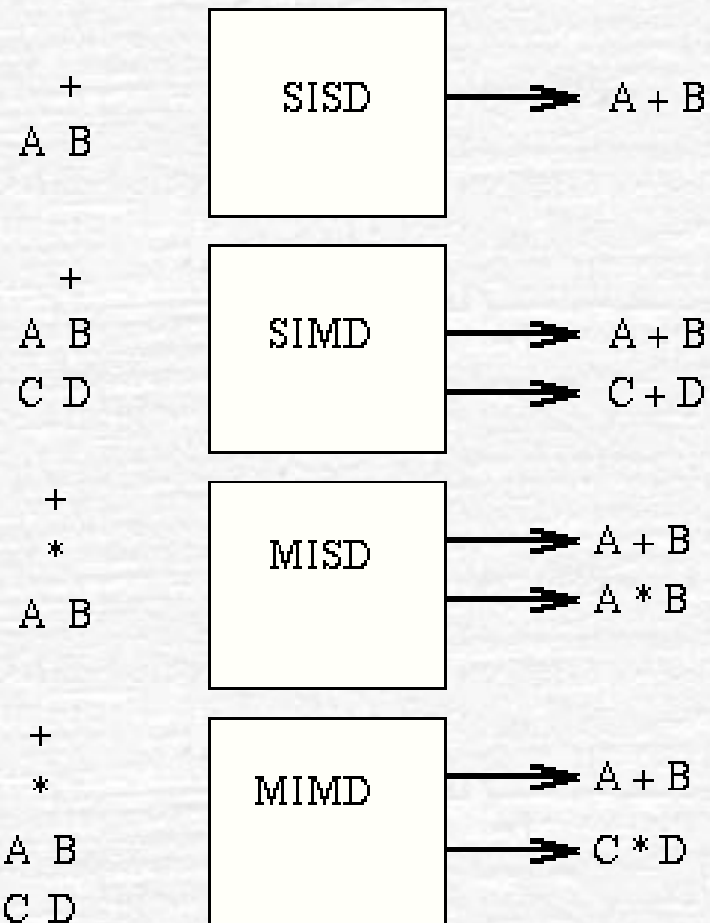 +
A B
SISD
A + B
+
A B
C D
SIMD
A + B
C + D
+
*
A B
MISD
A + B
A * B
+
*
A B
C D
MIMD
A + B
C * D